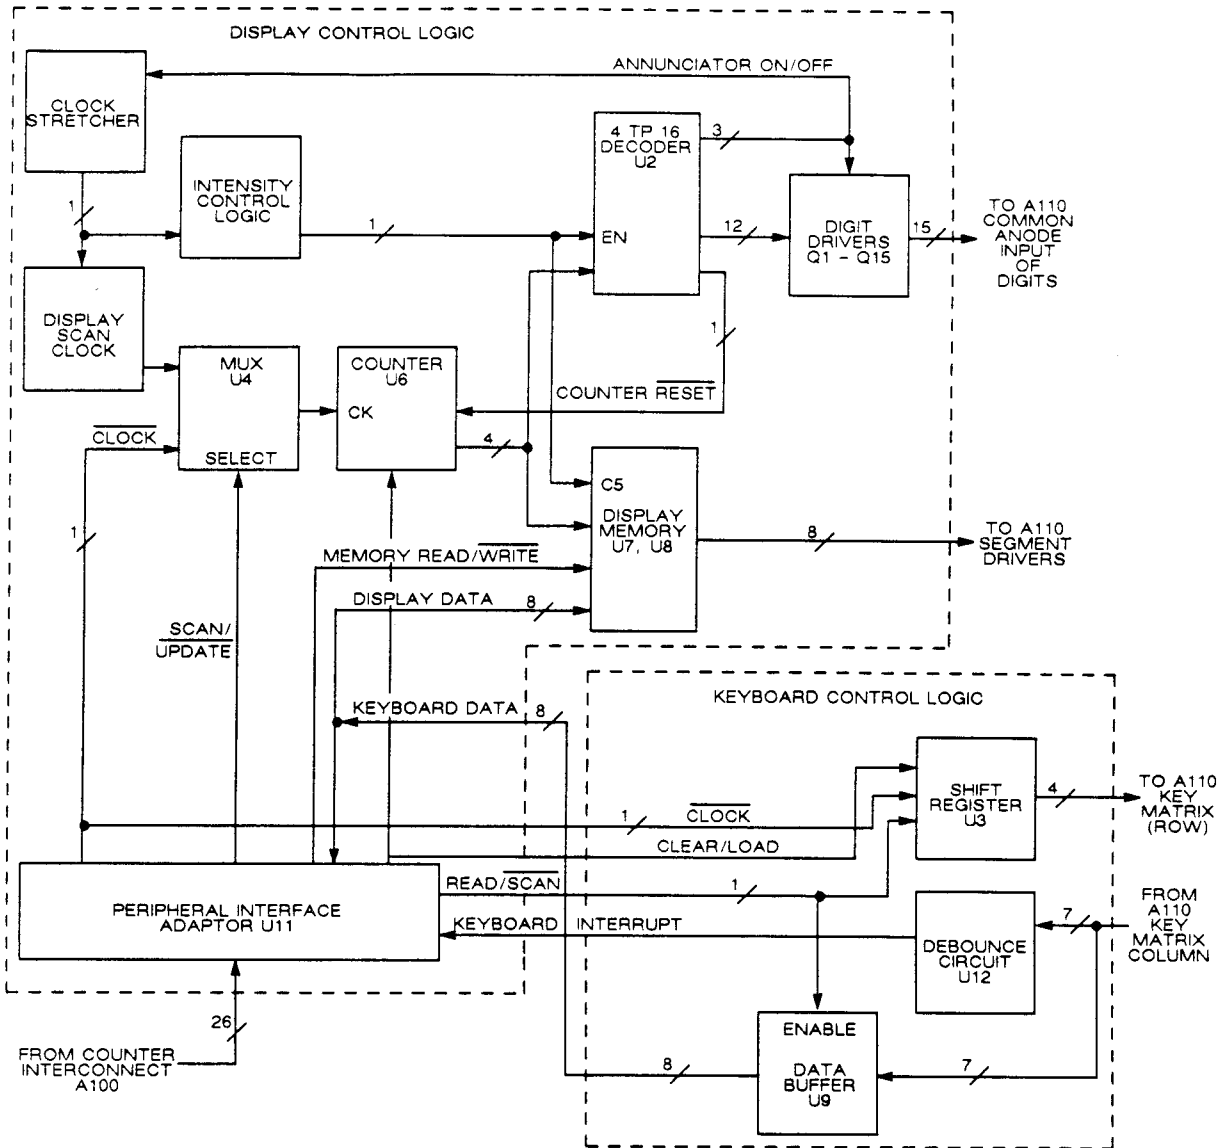 DISPLAY CONTROL LOGIC
ANNUNCIATOR ON/OFF
CLOCK
STRETCHER
1
INTENSITY
CONTROL
LOGIC
1
4 TP 16
DECODER
U2
EN
3
12
DIGIT
DRIVERS
Q1 - Q15
15
TO A110
COMMON
ANODE
INPUT
OF
DIGITS
DISPLAY
SCAN
CLOCK
MUX
U4
SELECT
COUNTER
U6
CK
1
COUNTER RESET
CLOCK
4
1
C5
DISPLAY
MEMORY
U7, U8
8
TO A110
SEGMENT
DRIVERS
MEMORY READ/WRITE
DISPLAY DATA 8
SCAN/
UPDATE
KEYBOARD DATA 8
KEYBOARD CONTROL LOGIC
SHIFT
REGISTER
U3
4
TO A110
KEY
MATRIX
(ROW)
1 CLOCK
CLEAR/LOAD
READ/SCAN 1
KEYBOARD INTERRUPT
PERIPHERAL INTERFACE
ADAPTOR U11
DEBOUNCE
CIRCUIT
U12
7
FROM
A110
KEY
MATRIX
COLUMN
26
FROM COUNTER
INTERCONNECT
A100
ENABLE
DATA
BUFFER
U9
8
7